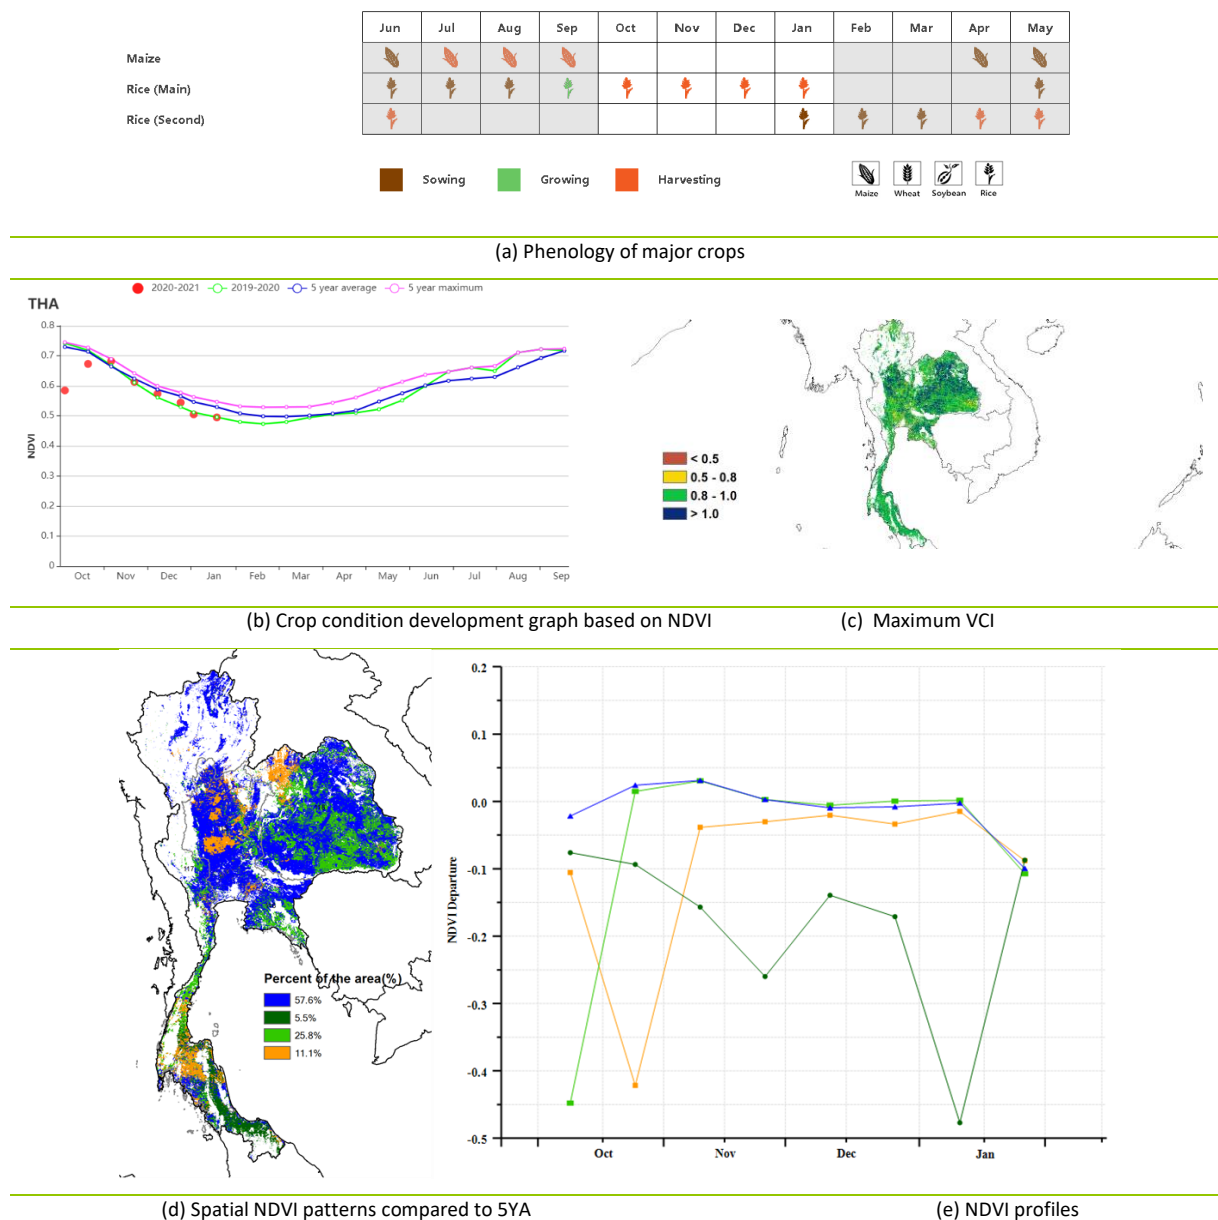 Jun Jul Aug Sep Oct Nov Dec Jan Feb Mar Apr May
Maize
Rice (Main)
Rice (Second)
Sowing Growing Harvesting
Maize Wheat Soybean Rice
(a) Phenology of major crops
2020-2021 2019-2020 5 year average 5 year maximum
THA
0.8
0.7
0.6
0.5
0.4
0.3
0.2
0.1
0
NDVI
Oct Nov Dec Jan Feb Mar Apr May Jun Jul Aug Sep
< 0.5
0.5 - 0.8
0.8 - 1.0
> 1.0
(b) Crop condition development graph based on NDVI (c) Maximum VCI
Percent of the area(%)
57.6%
5.5%
25.8%
11.1%
0.2
0.1
0.0
-0.1
-0.2
-0.3
-0.4
-0.5
NDVI Departure
Oct Nov Dec Jan
(d) Spatial NDVI patterns compared to 5YA (e) NDVI profiles